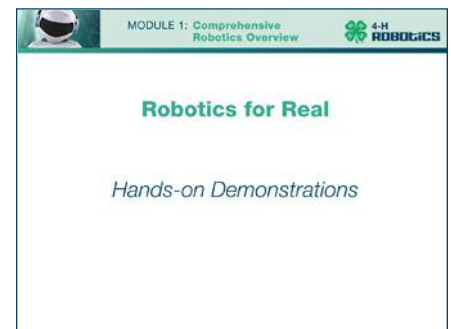 MODULE 1: Comprehensive
Robotics Overview
4-H
ROBOTICS
Robotics for Real
Hands-on Demonstrations